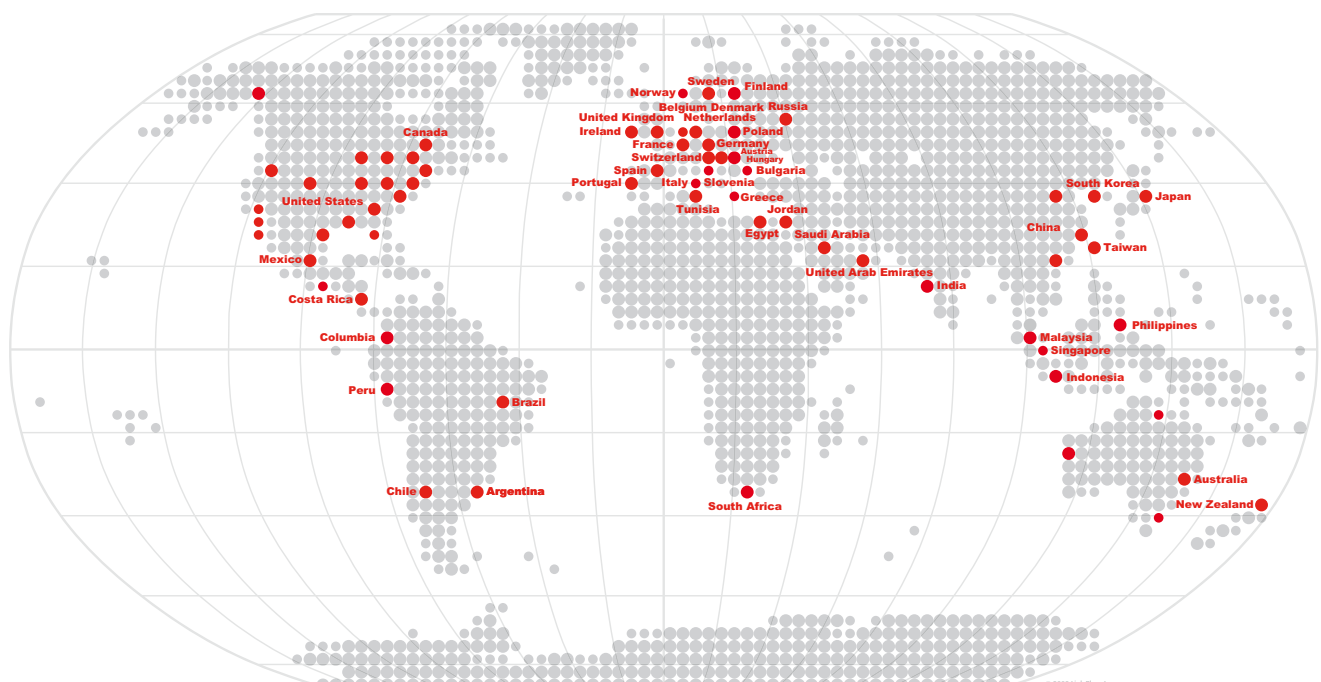 Sweden
Norway
Finland
Belgium Denmark Russia
United Kingdom Netherlands
Ireland
Poland
Canada
France
Germany
Austria
Switzerland
Hungary
Spain
Bulgaria
Portugal
Italy
Slovenia
South Korea
Japan
United States
Greece
Tunisia
Jordan
Egypt
Saudi Arabia
China
Taiwan
Mexico
United Arab Emirates
India
Costa Rica
Philippines
Columbia
Malaysia
Singapore
Indonesia
Peru
Brazil
Australia
Chile
Argentina
South Africa
New Zealand